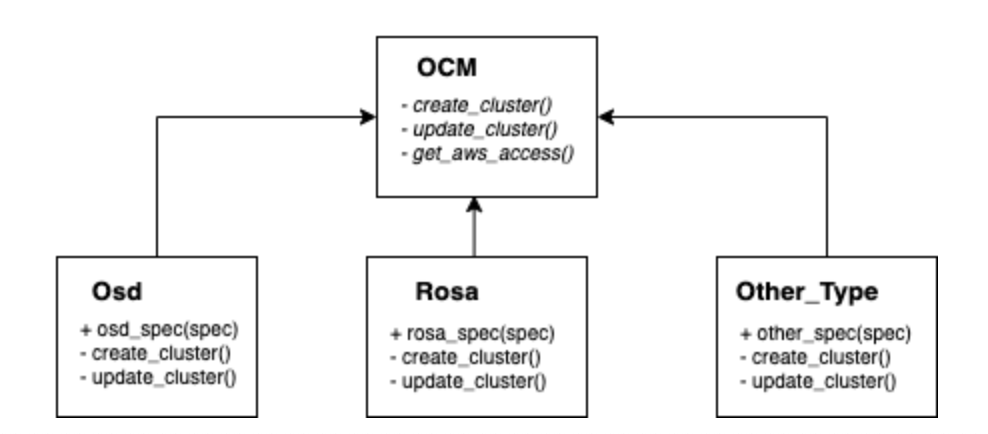 OCM
- create_cluster()
- update_cluster()
- get_aws_access()
Osd
+ osd_spec(spec)
- create_cluster()
- update_cluster()
Rosa
+ rosa_spec(spec)
- create_cluster()
- update_cluster()
Other_Type
+ other_spec(spec)
- create_cluster()
- update_cluster()